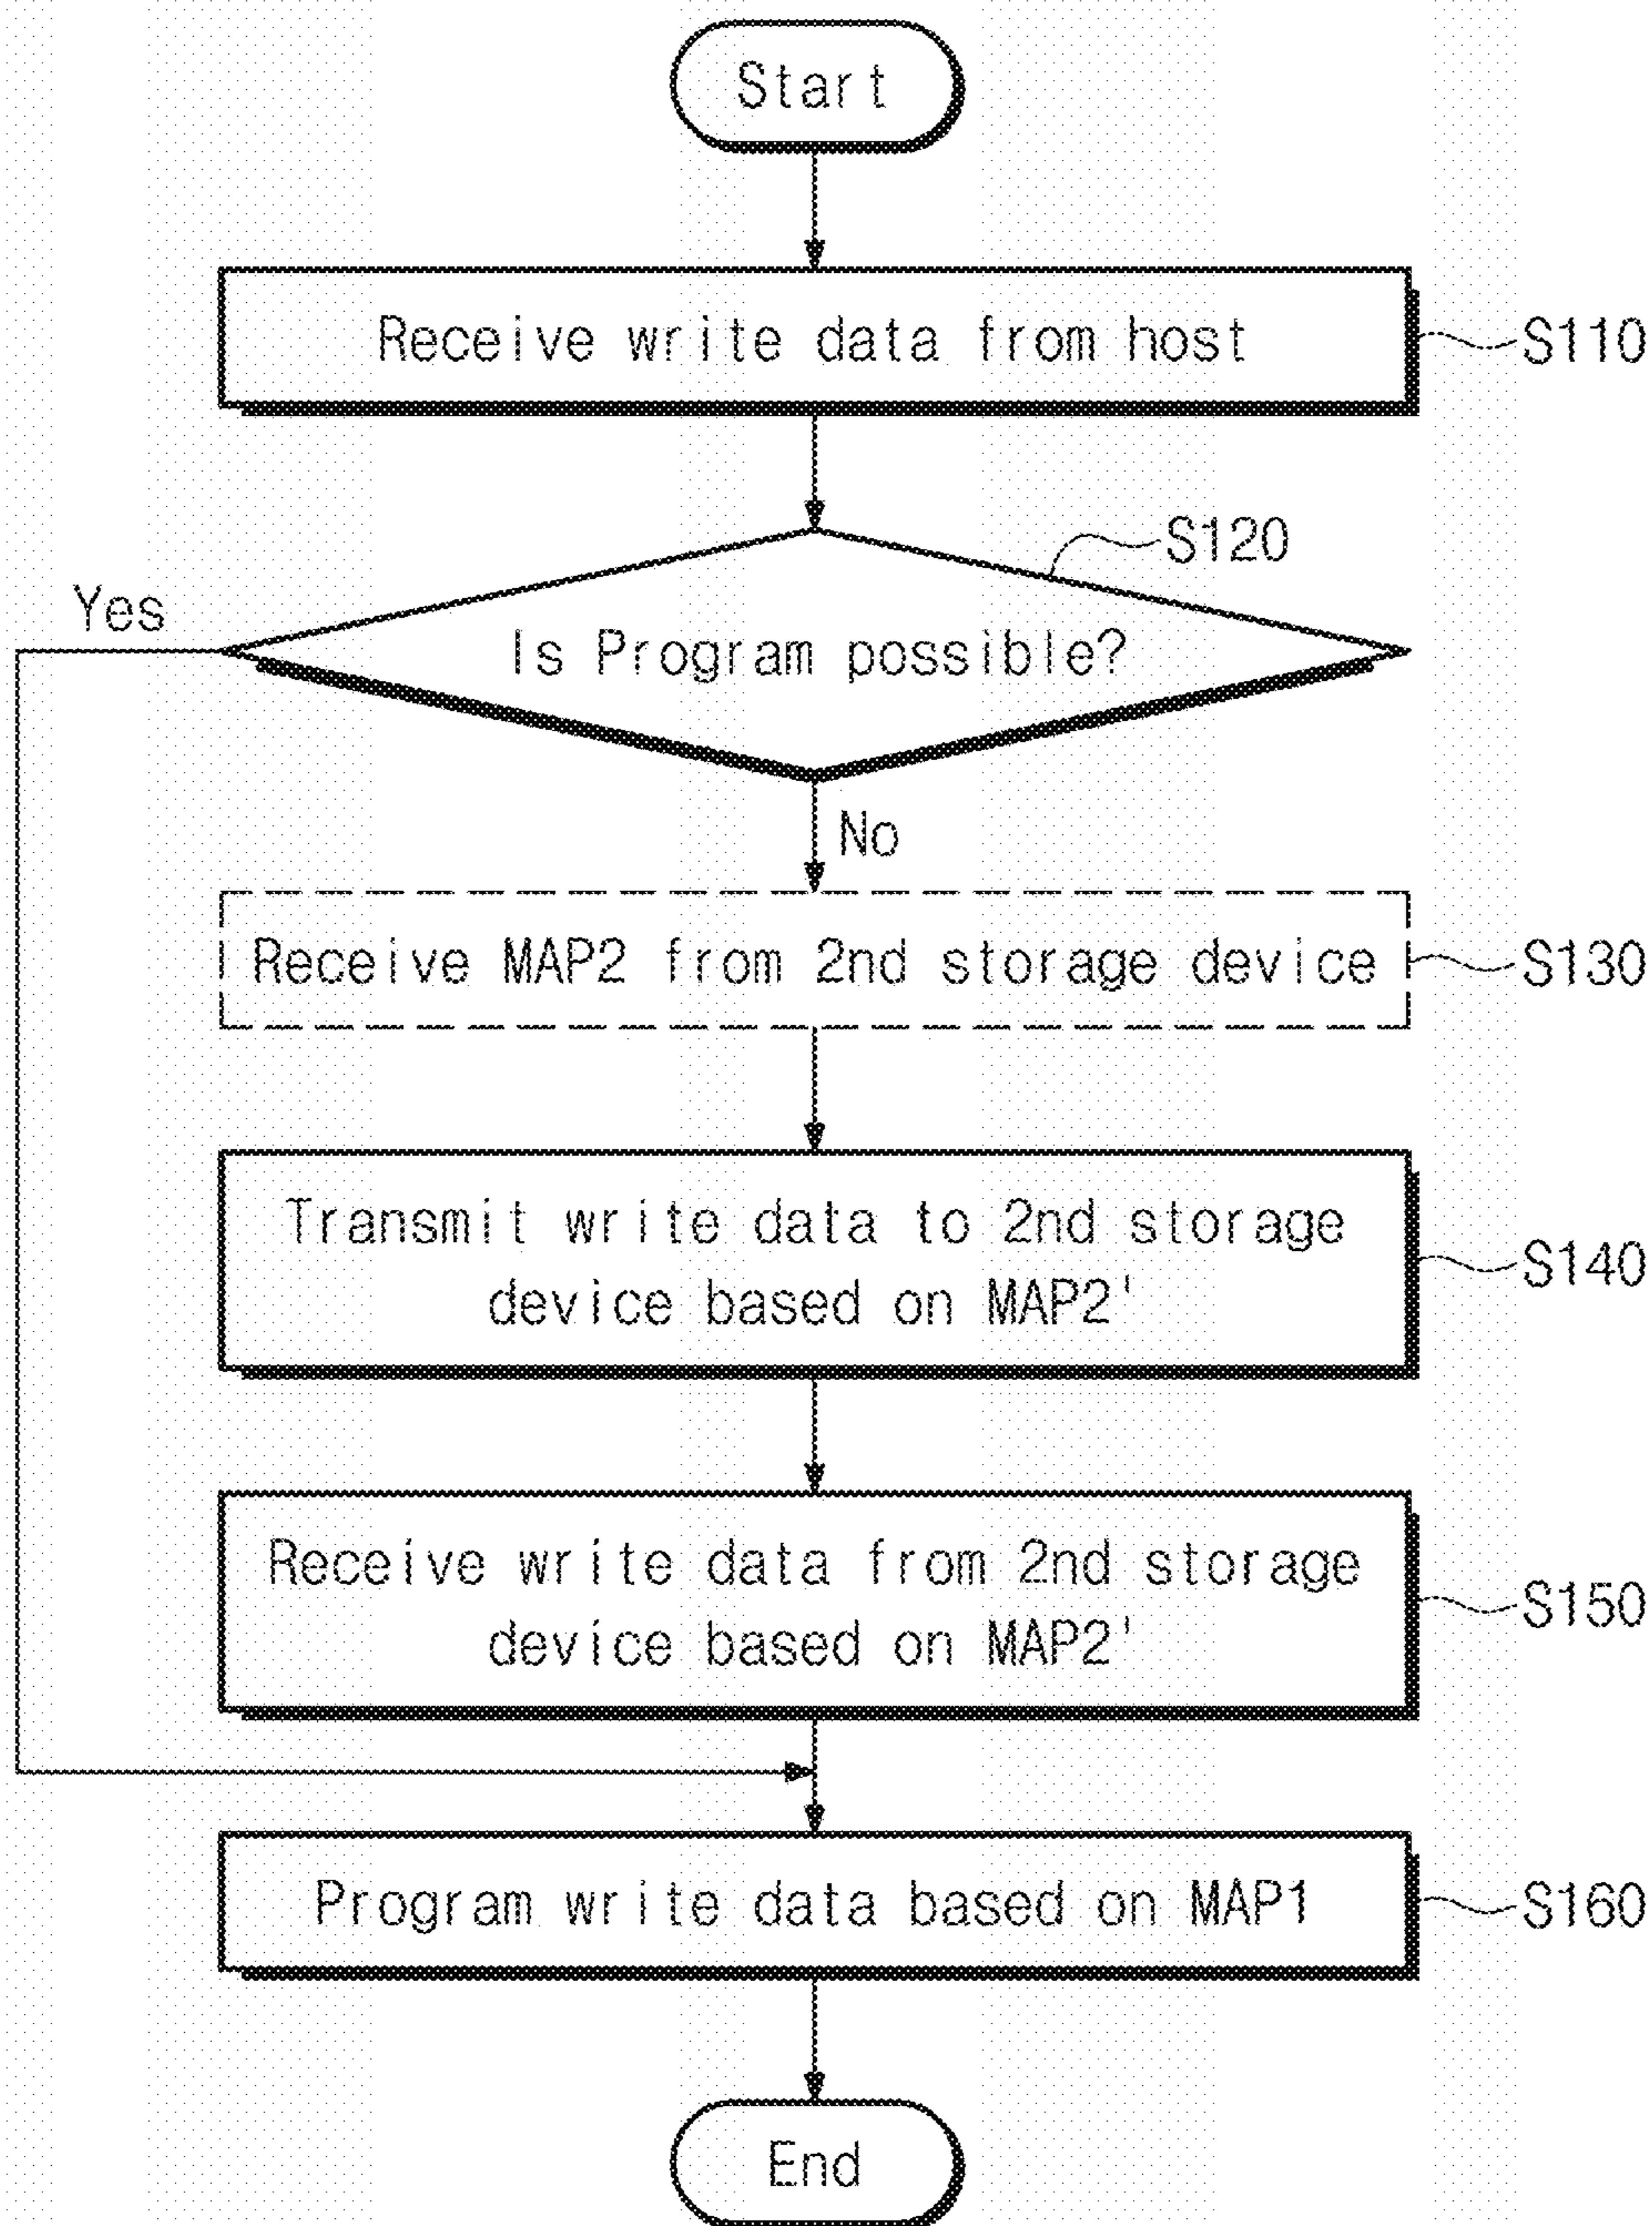 Start
Receive write data from host
S110
S120
Yes
Is Program possible?
No
Receive MAP2 from 2nd storage device
S130
Transmit write data to 2nd storage
device based on MAP2'
S140
Receive write data from 2nd storage
device based on MAP2'
S150
Program write data based on MAP1
S160
End